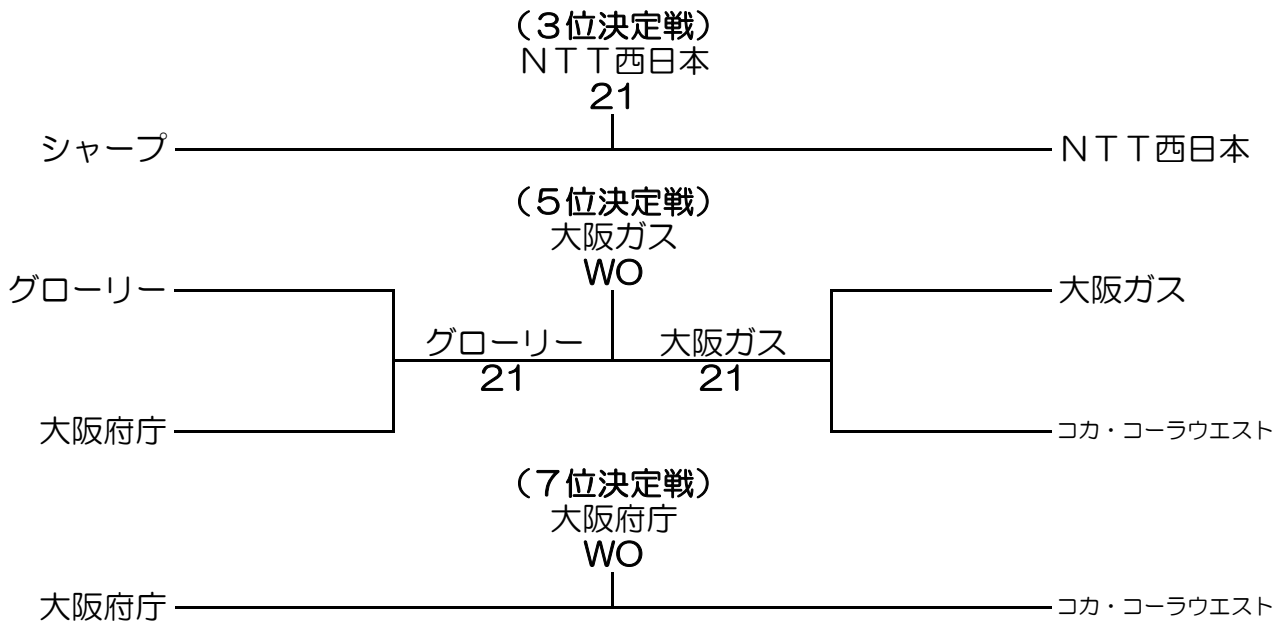 （３位決定戦）
ＮＴＴ西日本
21
シャープ
ＮＴＴ西日本
（５位決定戦）
大阪ガス
WO
グローリー
大阪ガス
グローリー
大阪ガス
21
21
大阪府庁
コカ・コーラウエスト
（７位決定戦）
大阪府庁
WO
大阪府庁
コカ・コーラウエスト